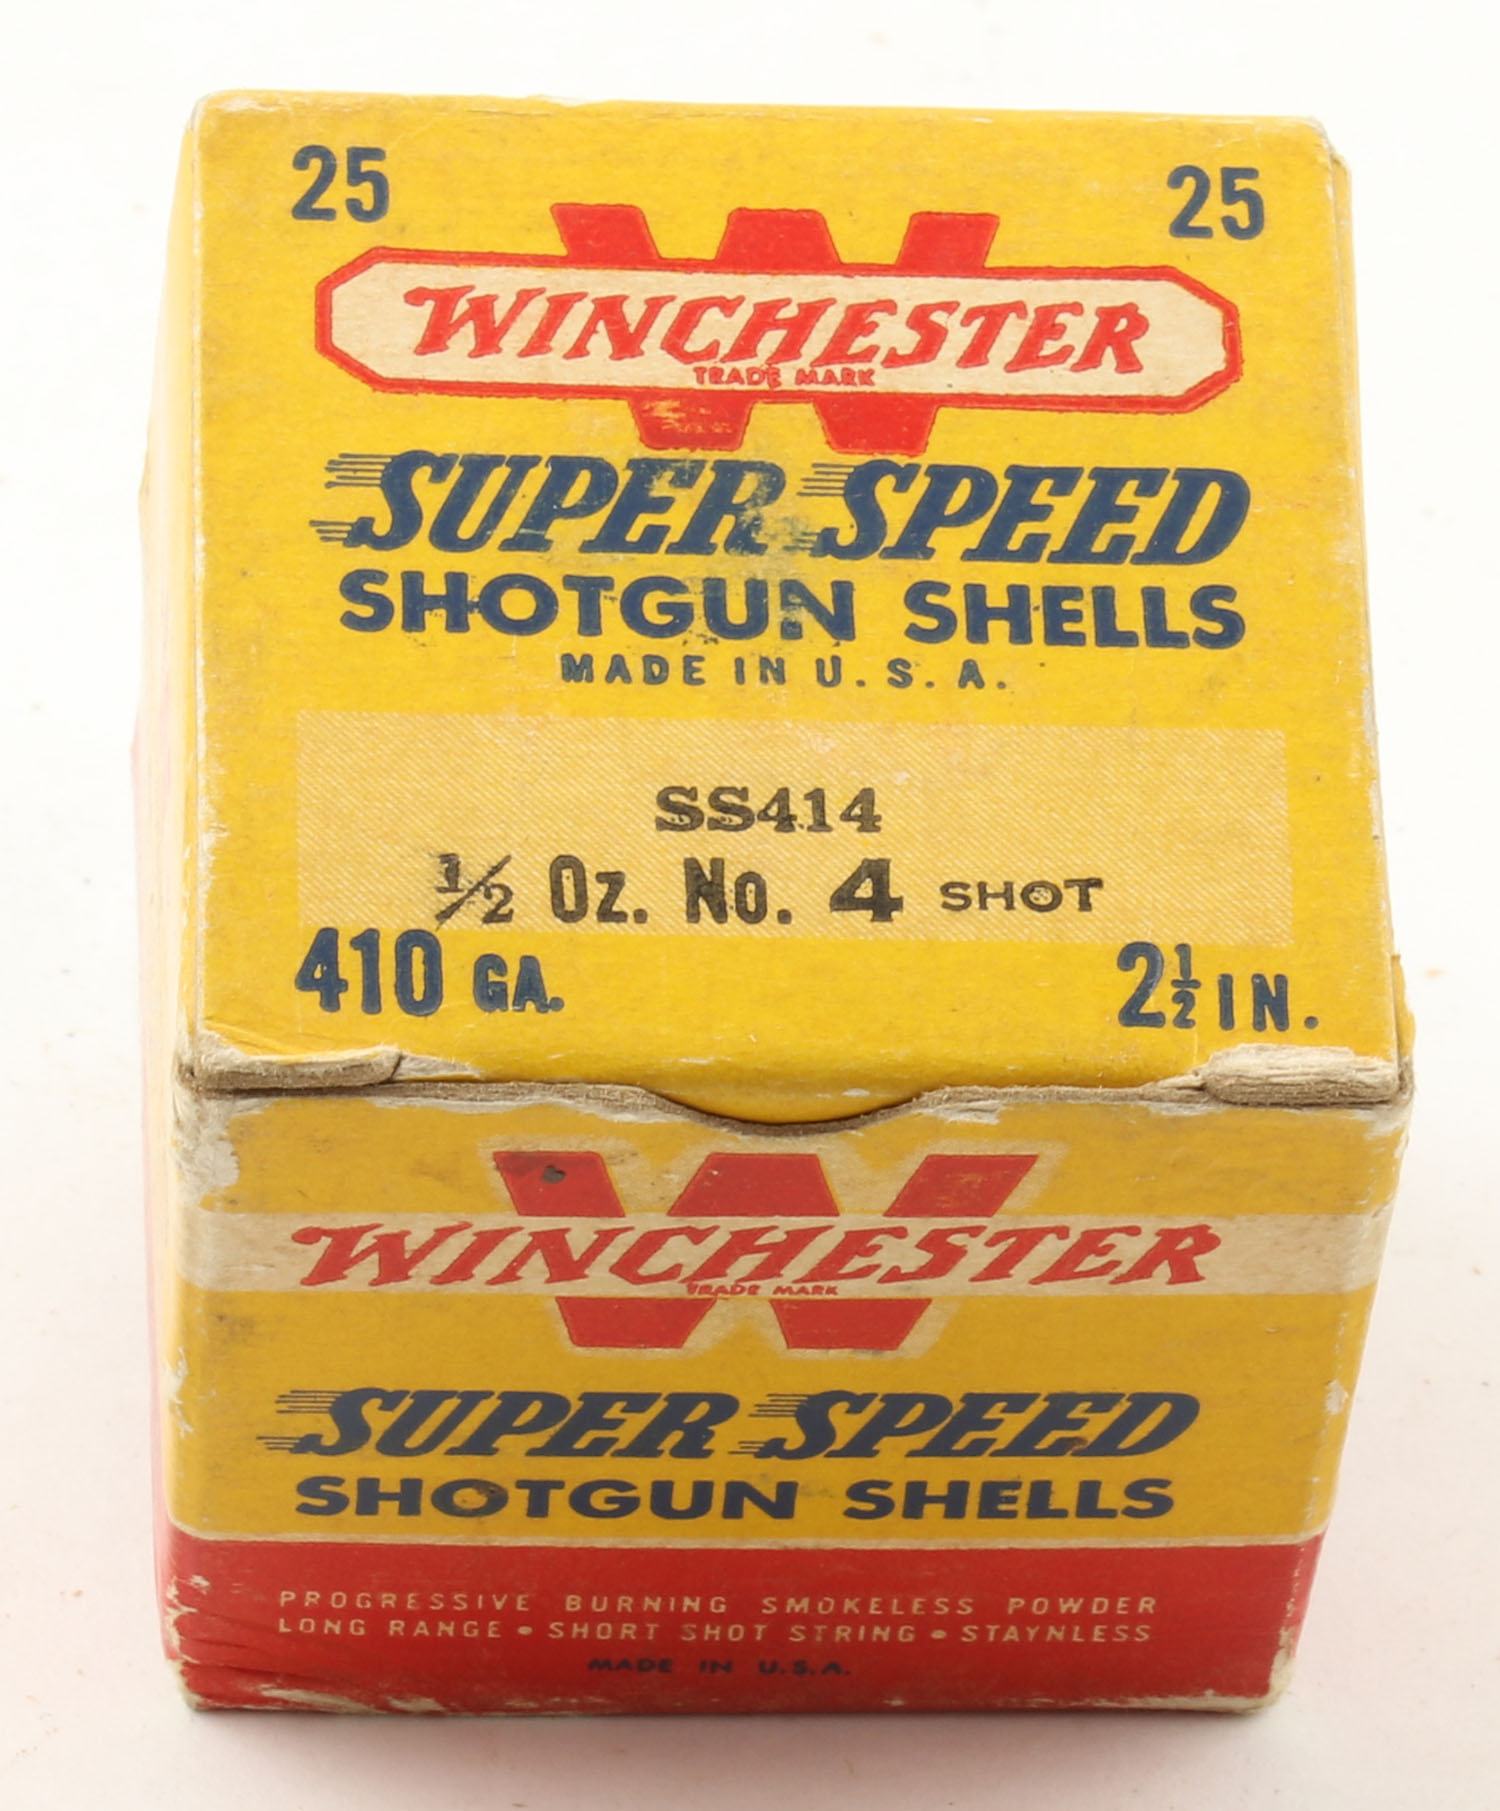 25 25
WINCHESTER
TRADE MARK
SUPER SPEED
SHOTGUN SHELLS
MADE IN U.S.A.
SS414
½ Oz. No. 4 SHOT
410 GA. 2½ IN.
WINCHESTER
TRADE MARK
SUPER SPEED
SHOTGUN SHELLS
PROGRESSIVE BURNING SMOKELESS POWDER
LONG RANGE • SHORT SHOT STRING • STAYNLESS
MADE IN U.S.A.